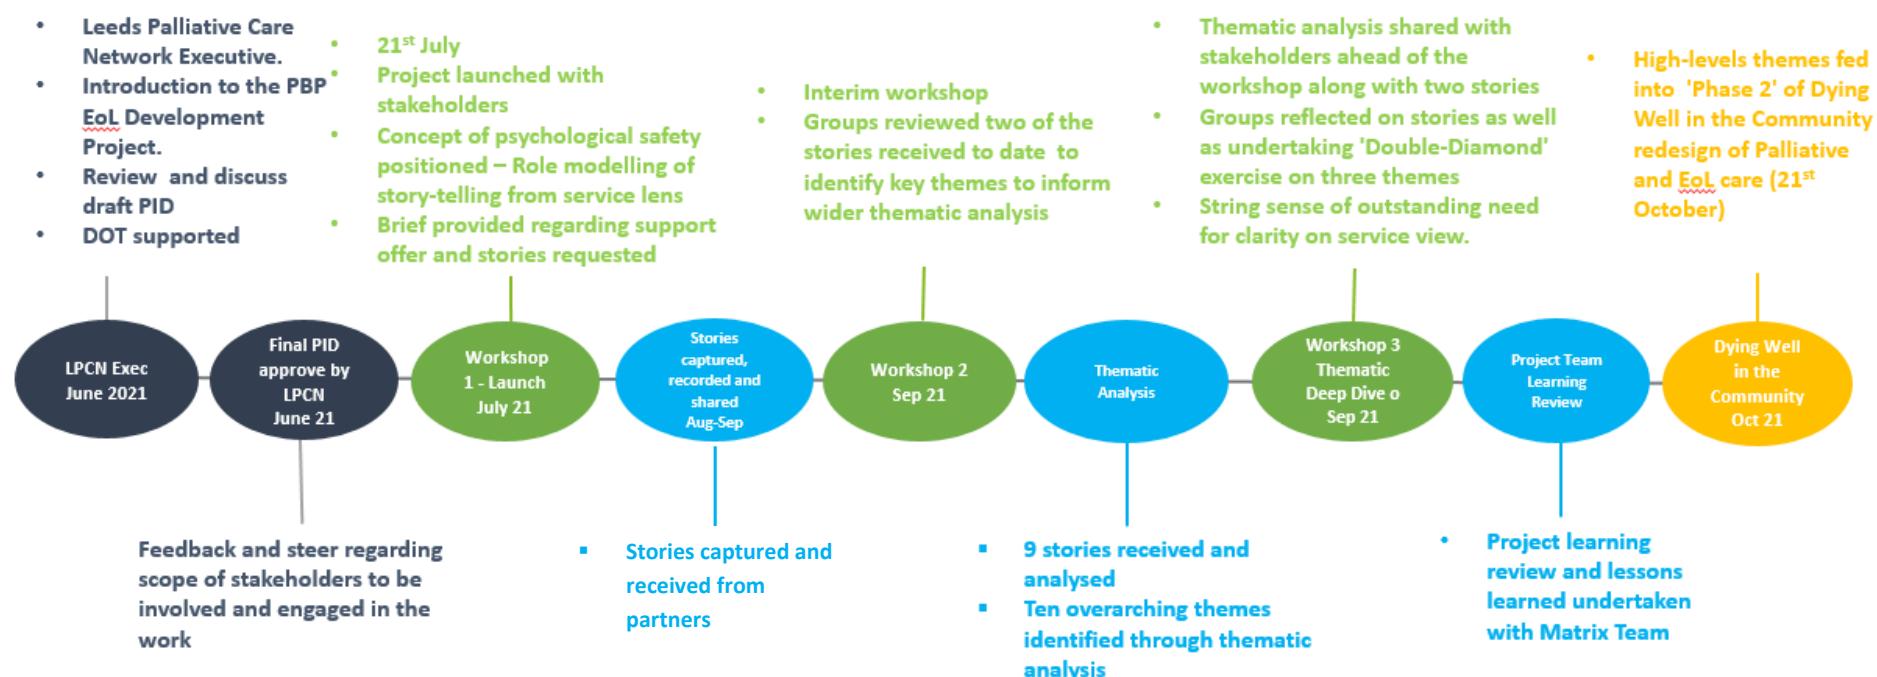 Leeds Palliative Care
Network Executive.
Introduction to the PBP
EoL Development
Project.
Review  and discuss
draft PID
DOT supported
21st July
Project launched with
stakeholders
Concept of psychological safety
positioned – Role modelling of
story-telling from service lens
Brief provided regarding support
offer and stories requested
Interim workshop
Groups reviewed two of the
stories received to date  to
identify key themes to inform
wider thematic analysis
Thematic analysis shared with
stakeholders ahead of the
workshop along with two stories
Groups reflected on stories as well
as undertaking 'Double-Diamond'
exercise on three themes
String sense of outstanding need
for clarity on service view.
High-levels themes fed
into  'Phase 2' of Dying
Well in the Community
redesign of Palliative
and EoL care (21st
October)
LPCN Exec
June 2021
Final PID
approve by
LPCN
June 21
Workshop
1 - Launch
July 21
Stories
captured,
recorded and
shared
Aug-Sep
Workshop 2
Sep 21
Thematic
Analysis
Workshop 3
Thematic
Deep Dive o
Sep 21
Project Team
Learning
Review
Dying Well
in the
Community
Oct 21
Feedback and steer regarding
scope of stakeholders to be
involved and engaged in the
work
Stories captured and
received from
partners
9 stories received and
analysed
Ten overarching themes
identified through thematic
analysis
Project learning
review and lessons
learned undertaken
with Matrix Team